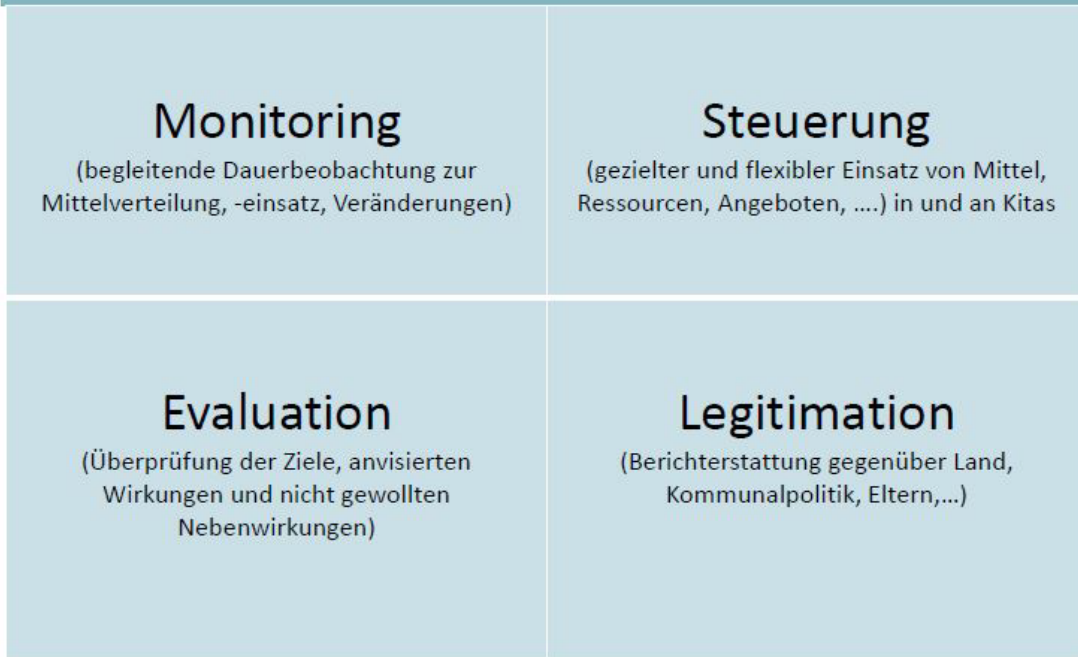 Monitoring
(begleitende Dauerbeobachtung zur
Mittelverteilung, -einsatz, Veränderungen)
Steuerung
(gezielter und flexibler Einsatz von Mittel,
Ressourcen, Angeboten, ....) in und an Kitas
Evaluation
(Überprüfung der Ziele, anvisierten
Wirkungen und nicht gewollten
Nebenwirkungen)
Legitimation
(Berichterstattung gegenüber Land,
Kommunalpolitik, Eltern,...)